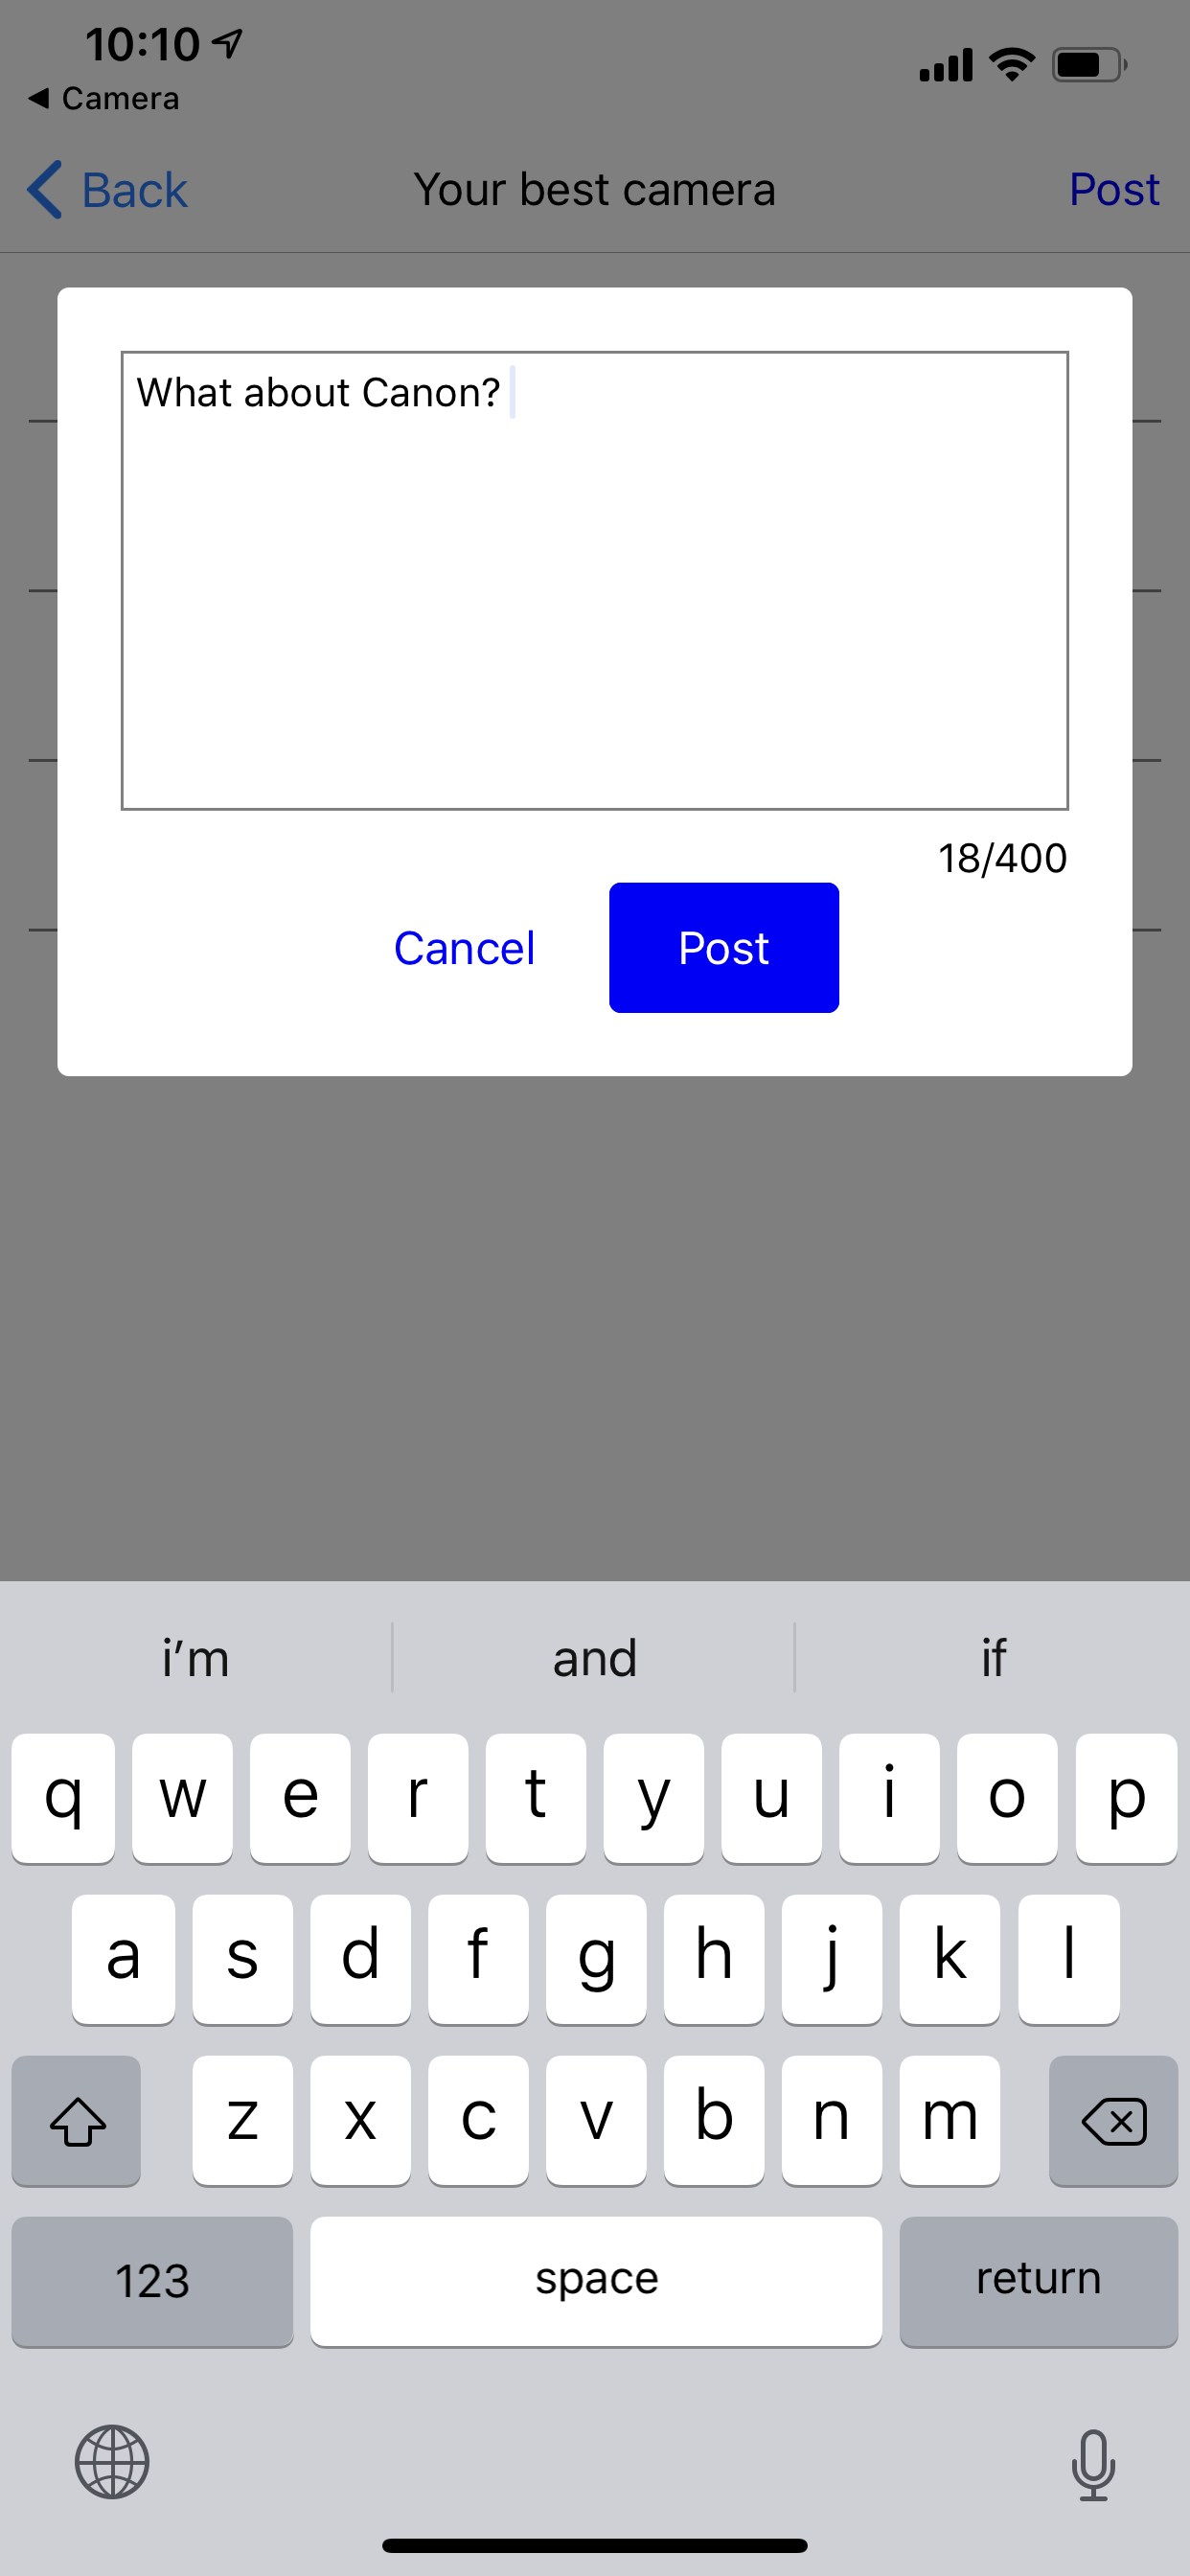 10:10
Camera
Back Your best camera Post
What about Canon?
18/400
Cancel Post
i’m and if
q w e r t y u i o p
a s d f g h j k l
z x c v b n m
123 space return